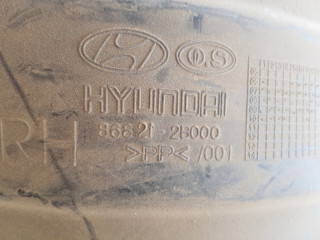 O.S
HYUNDAI
RH 86821-2B000
>PP< /001